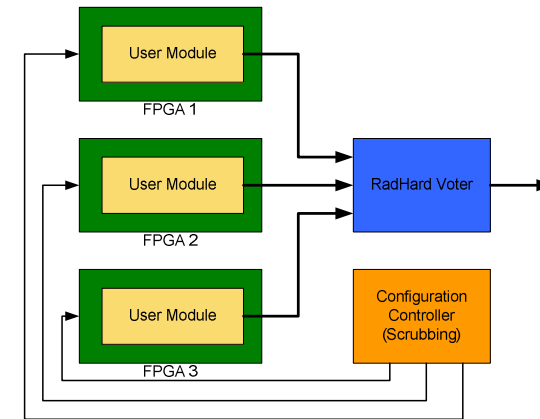 User Module
FPGA 1
User Module
FPGA 2
RadHard Voter
User Module
FPGA 3
Configuration
Controller
(Scrubbing)